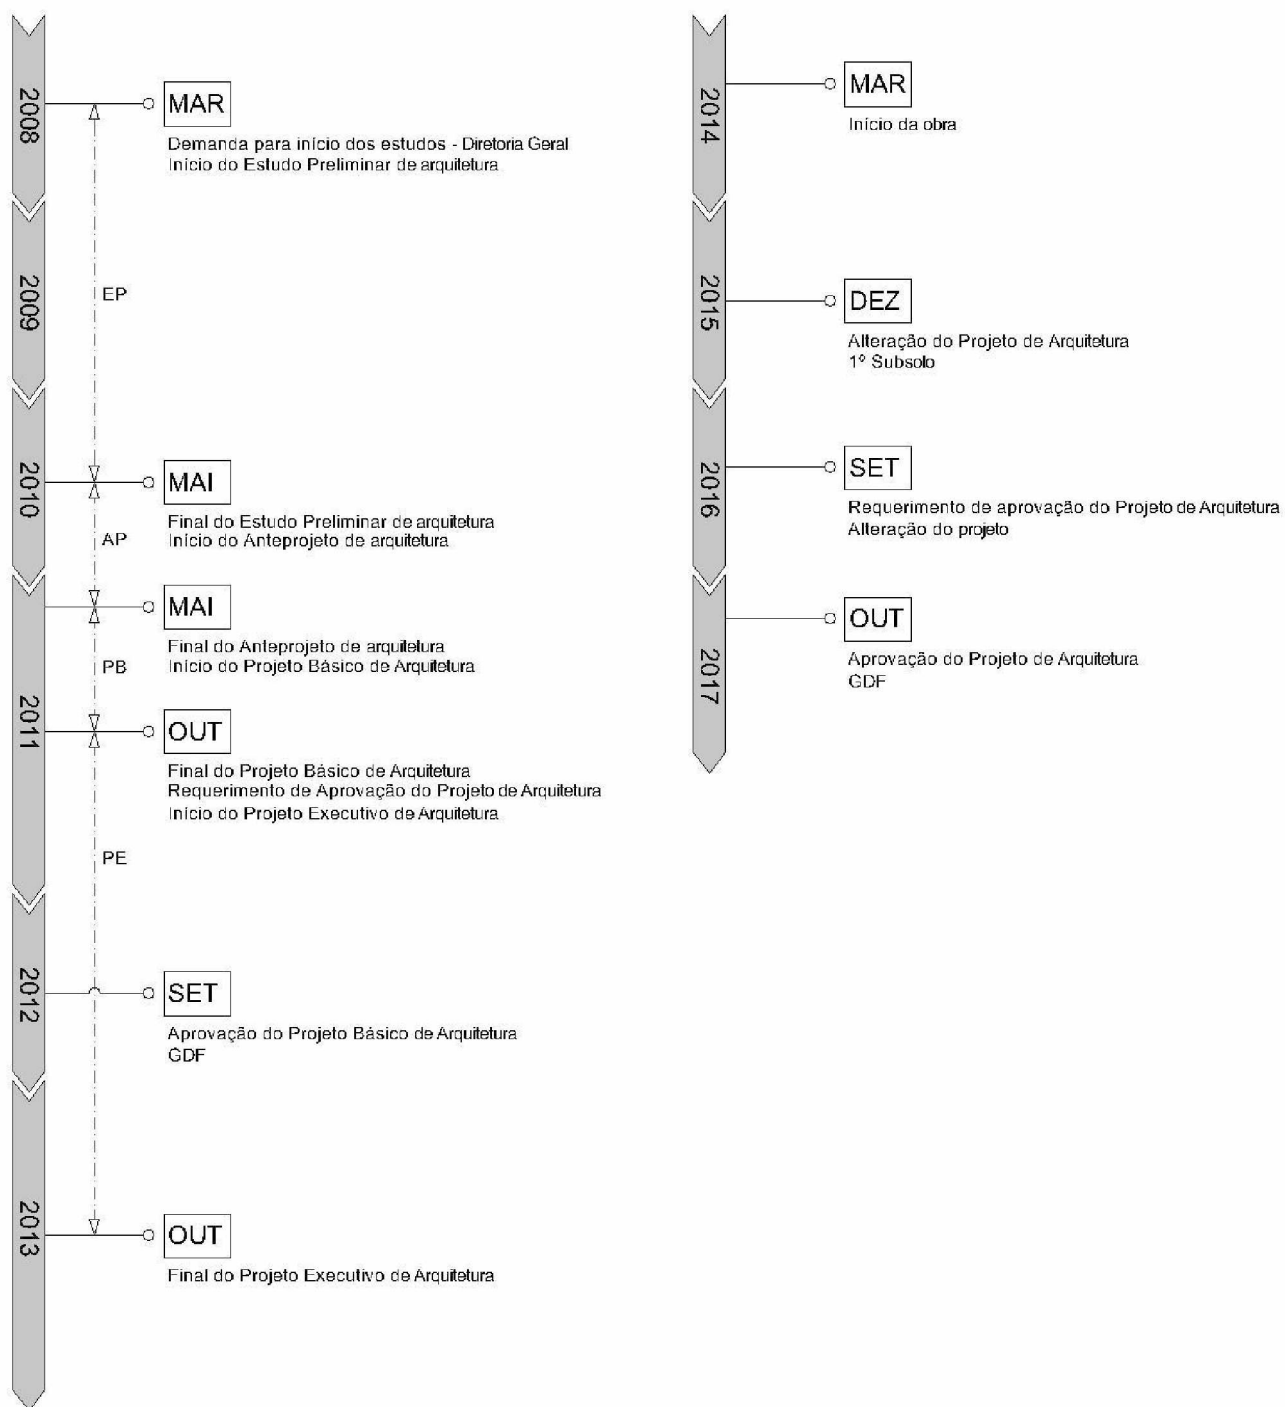 2008
MAR
Demanda para início dos estudos - Diretoria Geral
Início do Estudo Preliminar de arquitetura
EP
2009
2010
MAI
Final do Estudo Preliminar de arquitetura
Início do Anteprojeto de arquitetura
AP
MAI
Final do Anteprojeto de arquitetura
Início do Projeto Básico de Arquitetura
PB
2011
OUT
Final do Projeto Básico de Arquitetura
Requerimento de Aprovação do Projeto de Arquitetura
Início do Projeto Executivo de Arquitetura
PE
2012
SET
Aprovação do Projeto Básico de Arquitetura
GDF
2013
OUT
Final do Projeto Executivo de Arquitetura
2014
MAR
Início da obra
2015
DEZ
Alteração do Projeto de Arquitetura
1º Subsolo
2016
SET
Requerimento de aprovação do Projeto de Arquitetura
Alteração do projeto
2017
OUT
Aprovação do Projeto de Arquitetura
GDF